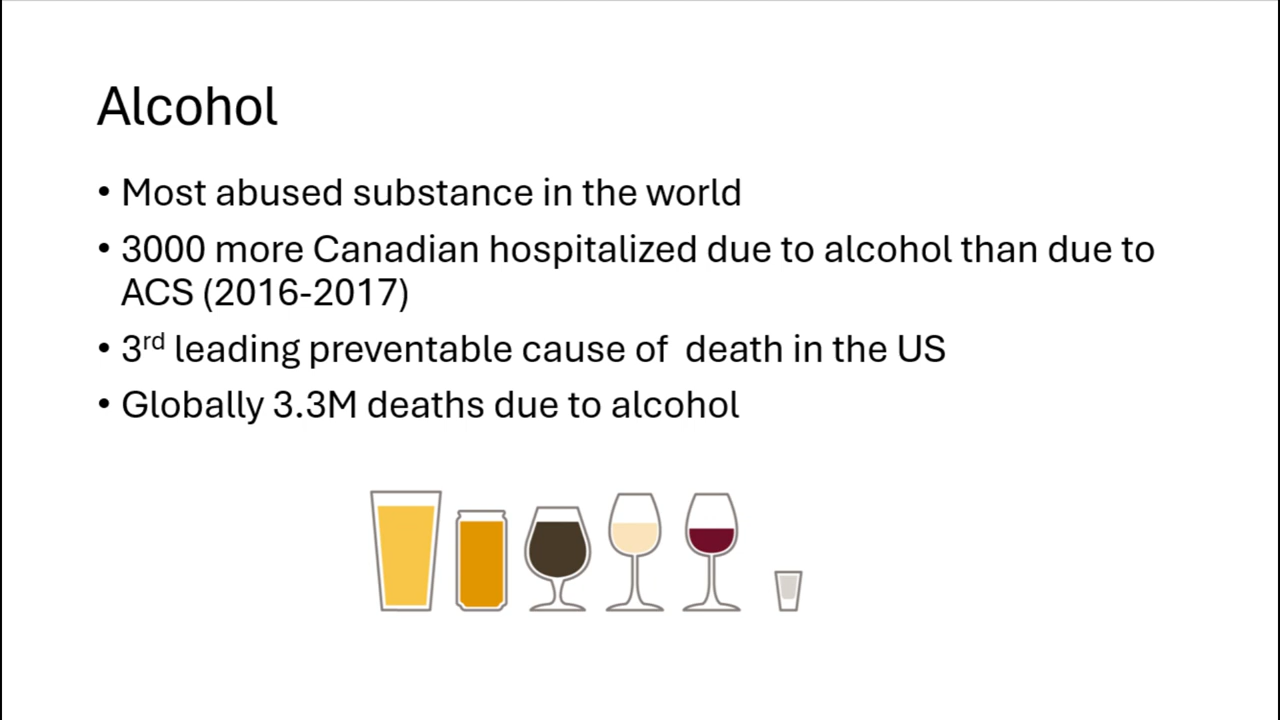 Alcohol
• Most abused substance in the world
• 3000 more Canadian hospitalized due to alcohol than due to
ACS (2016-2017)
• 3rd leading preventable cause of  death in the US
• Globally 3.3M deaths due to alcohol